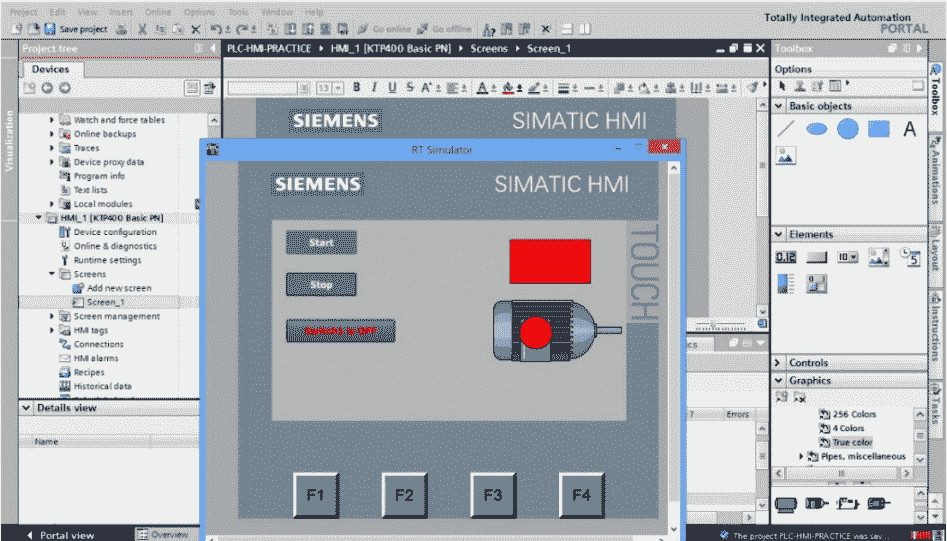 Project Edit View Insert Online Options Tools Window Help
Totally Integrated Automation
PORTAL
Save project
Go online
Go offline
Project tree
PLC-HMI-PRACTICE HMI_1 [KTP400 Basic PN] Screens Screen_1
Toolbox
Devices
Options
13
B I U S A A
Visualization
Watch and force tables
Online backups
Traces
Device proxy data
Program info
Text lists
Local modules
HMI_1 [KTP400 Basic PN]
Device configuration
Online & diagnostics
Runtime settings
Screens
Add new screen
Screen_1
Screen management
HMI tags
Connections
HMI alarms
Recipes
Historical data
Details view
Name
SIEMENS
SIMATIC HMI
RT Simulator
SIEMENS
SIMATIC HMI
TOUCH
Start
Stop
F1
F2
F3
F4
?
Errors
Basic objects
A
Elements
0.12
10
5
Controls
Graphics
256 Colors
4 Colors
True color
Pipes, miscellaneous
Toolbox
Animations
Layout
Instructions
Tasks
Portal view
Overview
The project PLC-HMI-PRACTICE was sav...